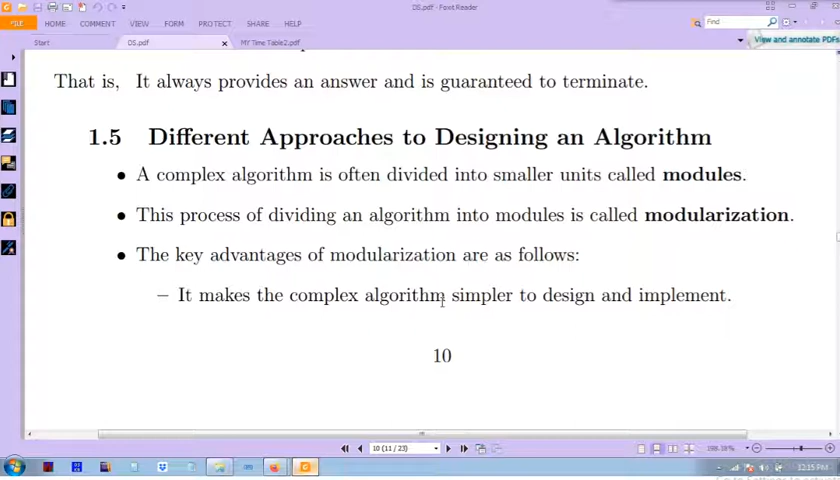 DS.pdf - Foxit Reader
FILE HOME COMMENT VIEW FORM PROTECT SHARE HELP
Find
Start DS.pdf MY Time Table2.pdf
View and annotate PDFs
That is, It always provides an answer and is guaranteed to terminate.
1.5 Different Approaches to Designing an Algorithm
• A complex algorithm is often divided into smaller units called modules.
• This process of dividing an algorithm into modules is called modularization.
• The key advantages of modularization are as follows:
– It makes the complex algorithm simpler to design and implement.
10
10 (11 / 23)
12:15 PM